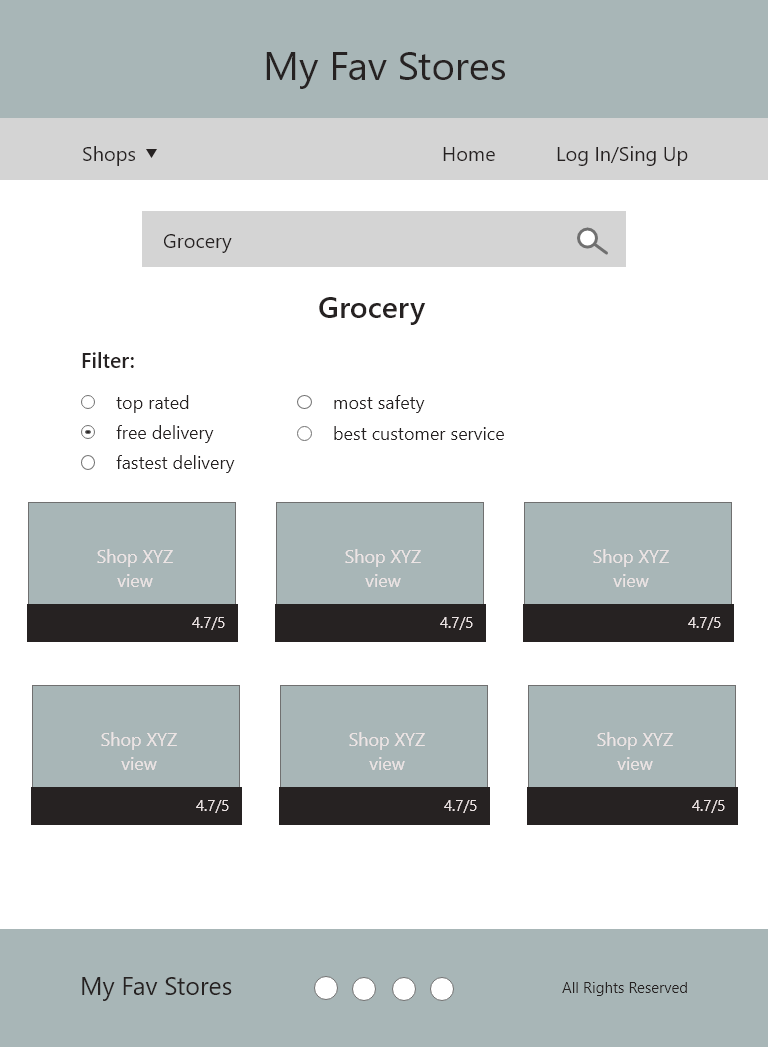 My Fav Stores
Shops
Home
Log In/Sing Up
Grocery
Grocery
Filter:
top rated
most safety
free delivery
best customer service
fastest delivery
Shop XYZ
view
4.7/5
Shop XYZ
view
4.7/5
Shop XYZ
view
4.7/5
Shop XYZ
view
4.7/5
Shop XYZ
view
4.7/5
Shop XYZ
view
4.7/5
My Fav Stores
All Rights Reserved